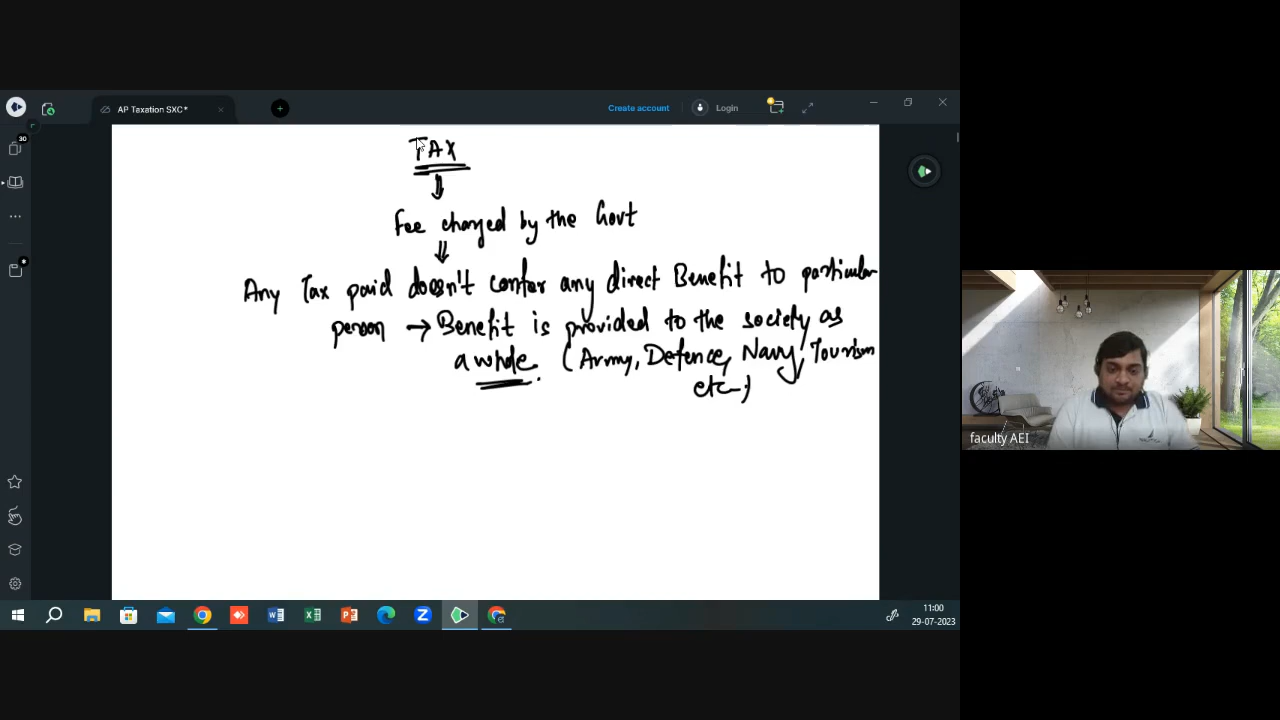 AP Taxation SXC*
Create account
Login
30
TAX
Fee charged by the Govt
Any Tax paid doesn't confer any direct Benefit to particular
person → Benefit is provided to the society as
a whole. (Army, Defence, Navy, Tourism
etc.)
faculty AEI
11:00
29-07-2023